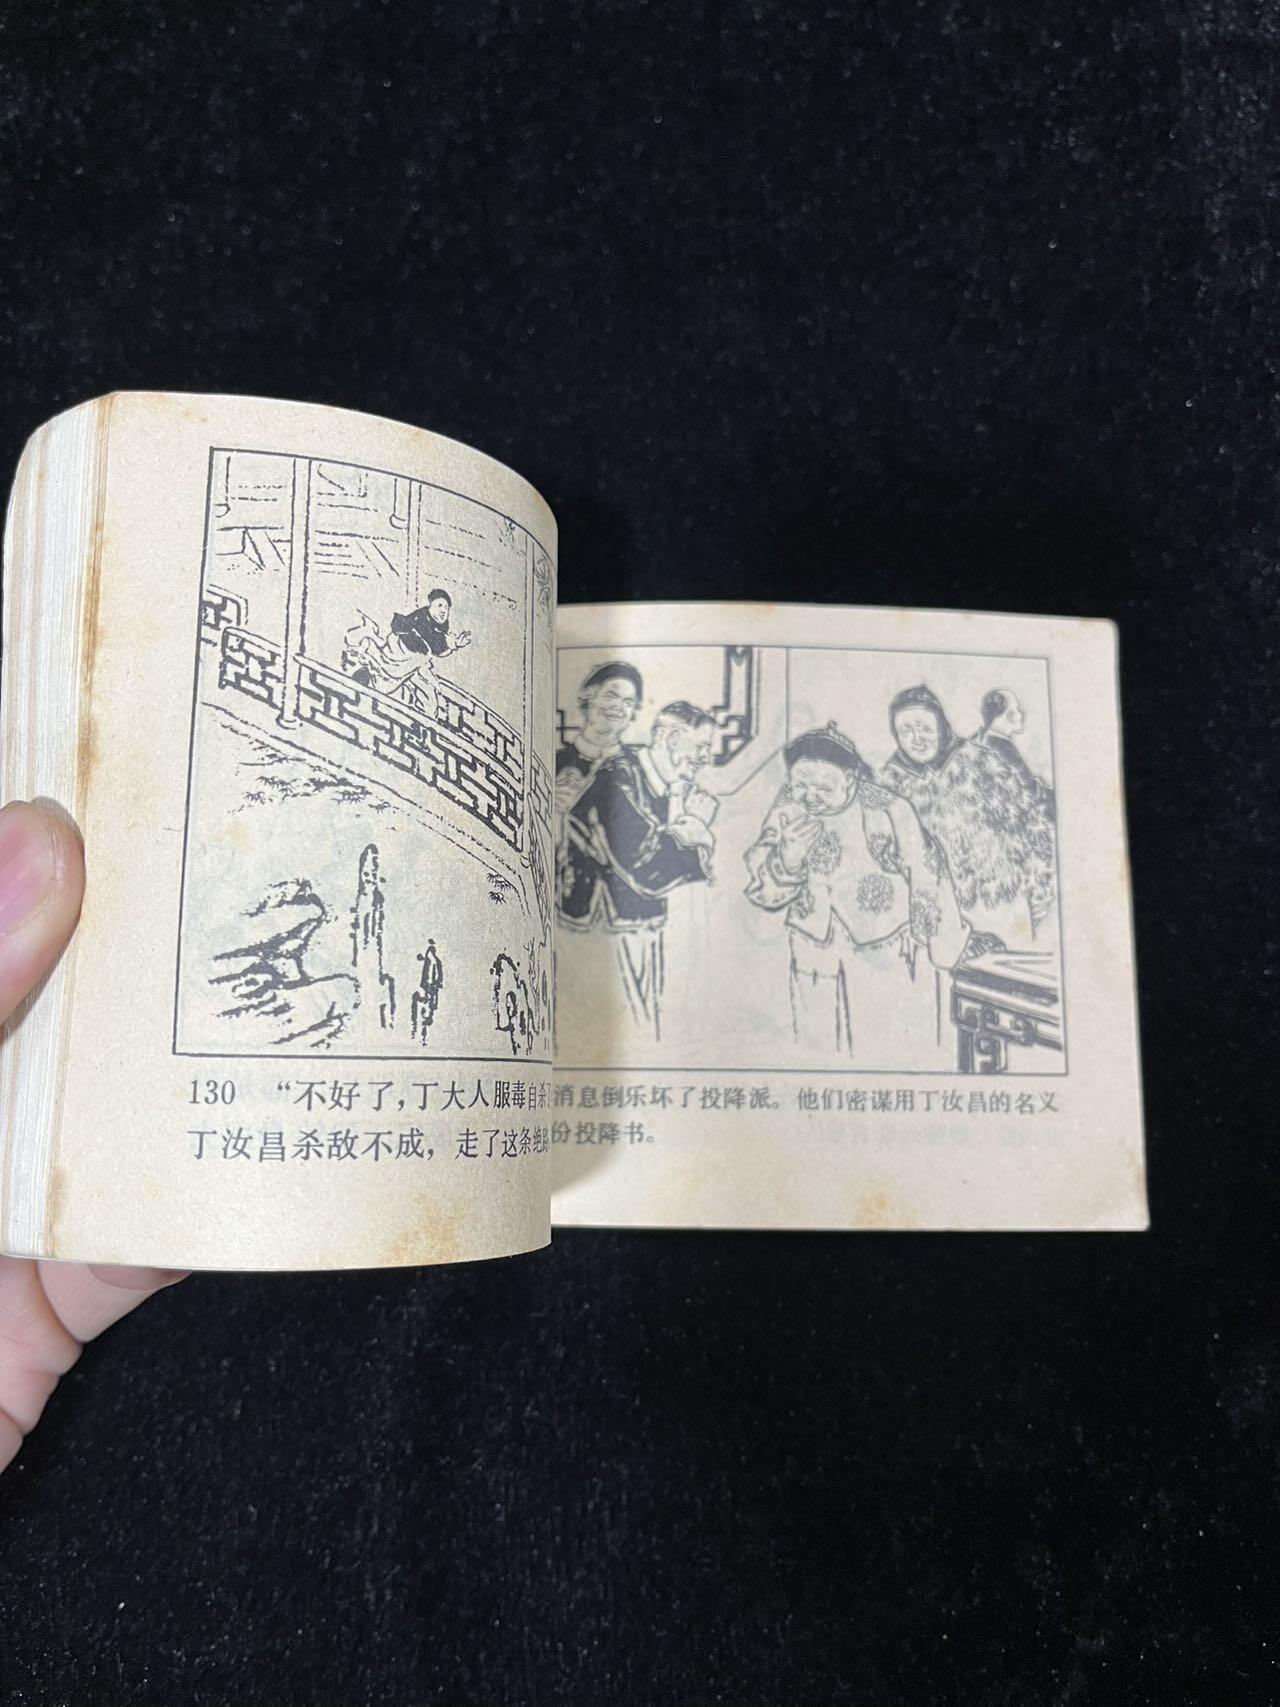 130 “不好了，丁大人服毒自杀了
丁汝昌杀敌不成，走了这条绝路
消息倒乐坏了投降派。他们密谋用丁汝昌的名义
份投降书。